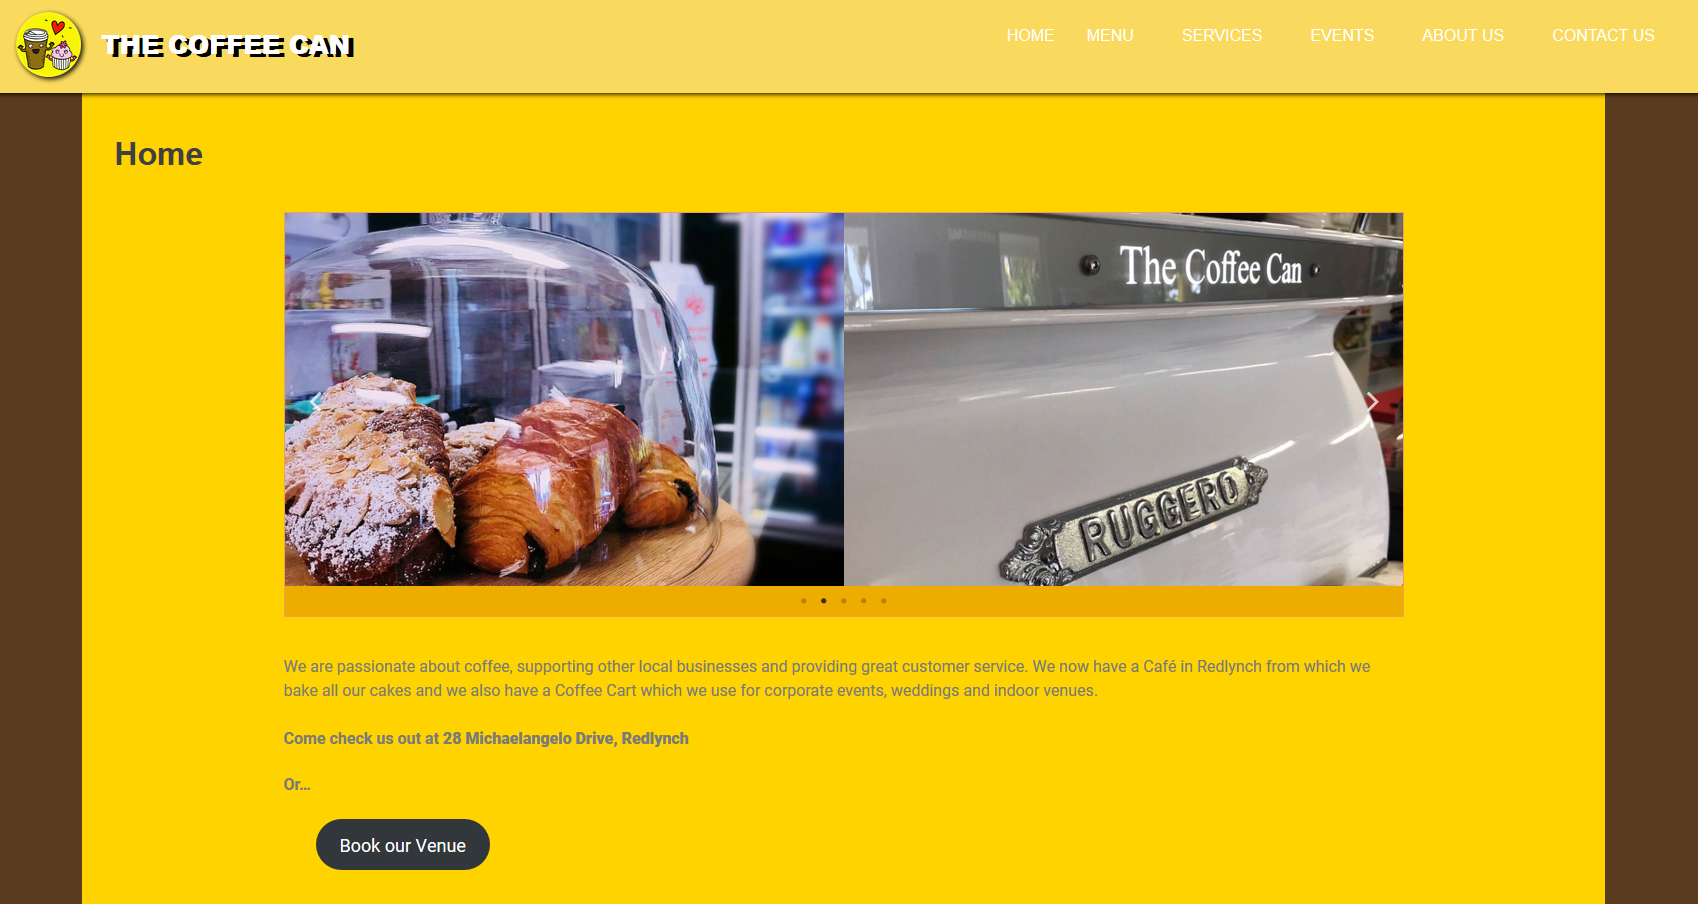 THE COFFEE CAN
HOME MENU SERVICES EVENTS ABOUT US CONTACT US
Home
The Coffee Can
RUGGERO
We are passionate about coffee, supporting other local businesses and providing great customer service. We now have a Café in Redlynch from which we
bake all our cakes and we also have a Coffee Cart which we use for corporate events, weddings and indoor venues.
Come check us out at 28 Michaelangelo Drive, Redlynch
Or...
Book our Venue